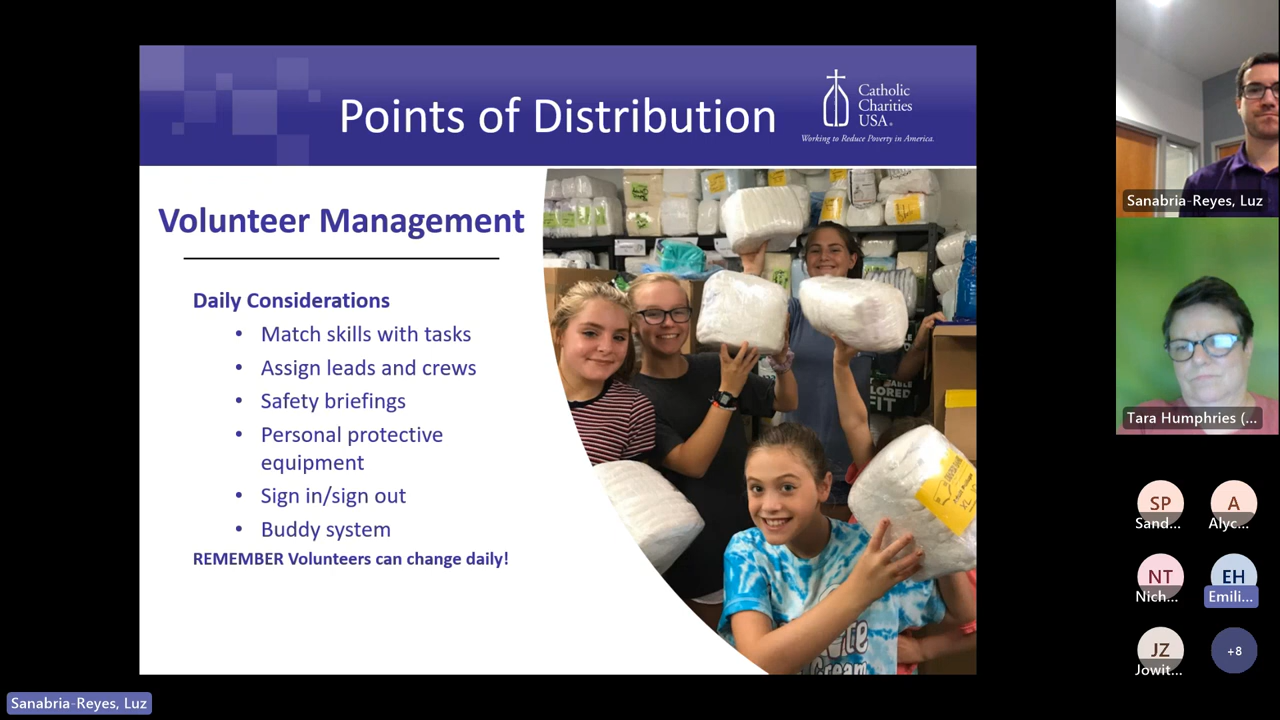 Points of Distribution
Catholic
Charities
USA®
Working to Reduce Poverty in America.
Volunteer Management
Daily Considerations
• Match skills with tasks
• Assign leads and crews
• Safety briefings
• Personal protective
equipment
• Sign in/sign out
• Buddy system
REMEMBER Volunteers can change daily!
LORED
FIT
XL
Sanabria-Reyes, Luz
Tara Humphries (...
SP
Sand...
A
Alyc...
NT
Nich...
EH
Emili...
JZ
Jowit...
+8
Sanabria-Reyes, Luz